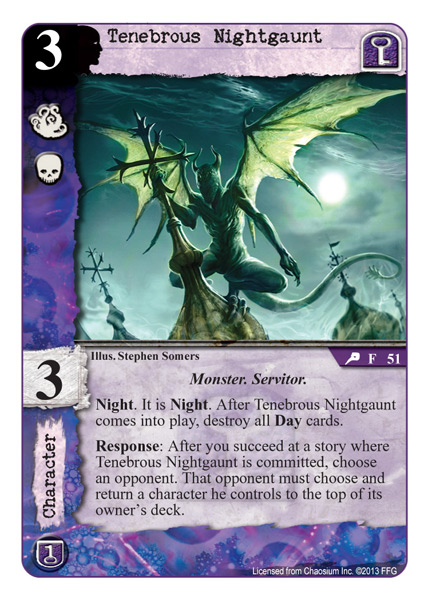 3
Tenebrous Nightgaunt
Illus. Stephen Somers
F 51
3
Monster. Servitor.
Night. It is Night. After Tenebrous Nightgaunt
comes into play, destroy all Day cards.
Response: After you succeed at a story where
Tenebrous Nightgaunt is committed, choose
an opponent. That opponent must choose and
return a character he controls to the top of its
owner's deck.
Character
1
Licensed from Chaosium Inc. ©2013 FFG